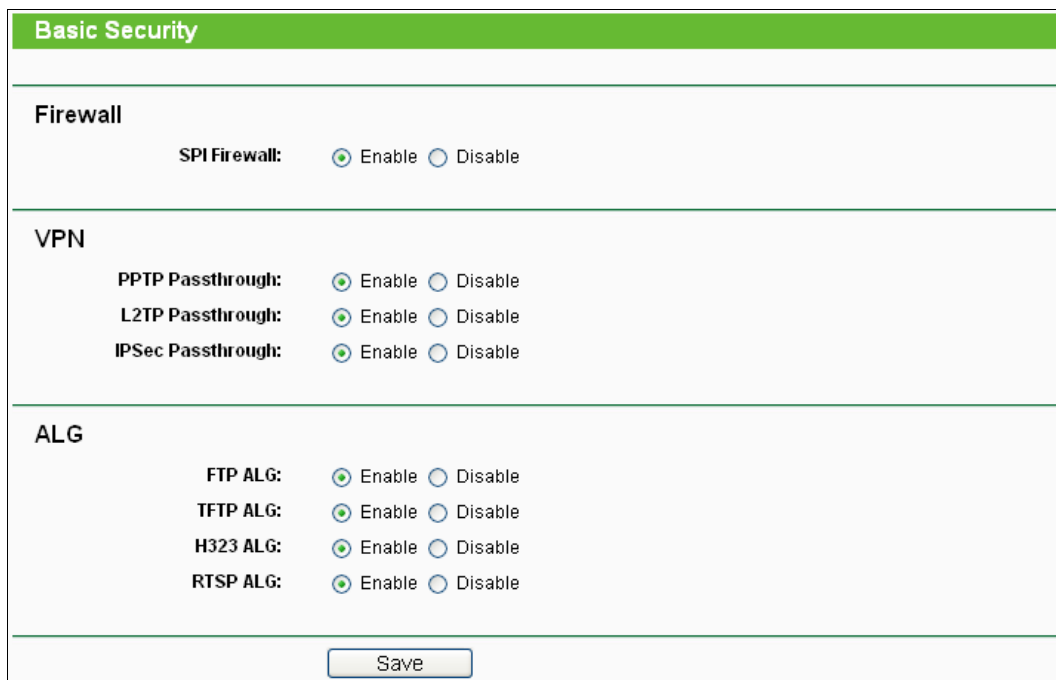 Basic Security
Firewall
SPI Firewall: Enable Disable
VPN
PPTP Passthrough: Enable Disable
L2TP Passthrough: Enable Disable
IPSec Passthrough: Enable Disable
ALG
FTP ALG: Enable Disable
TFTP ALG: Enable Disable
H323 ALG: Enable Disable
RTSP ALG: Enable Disable
Save